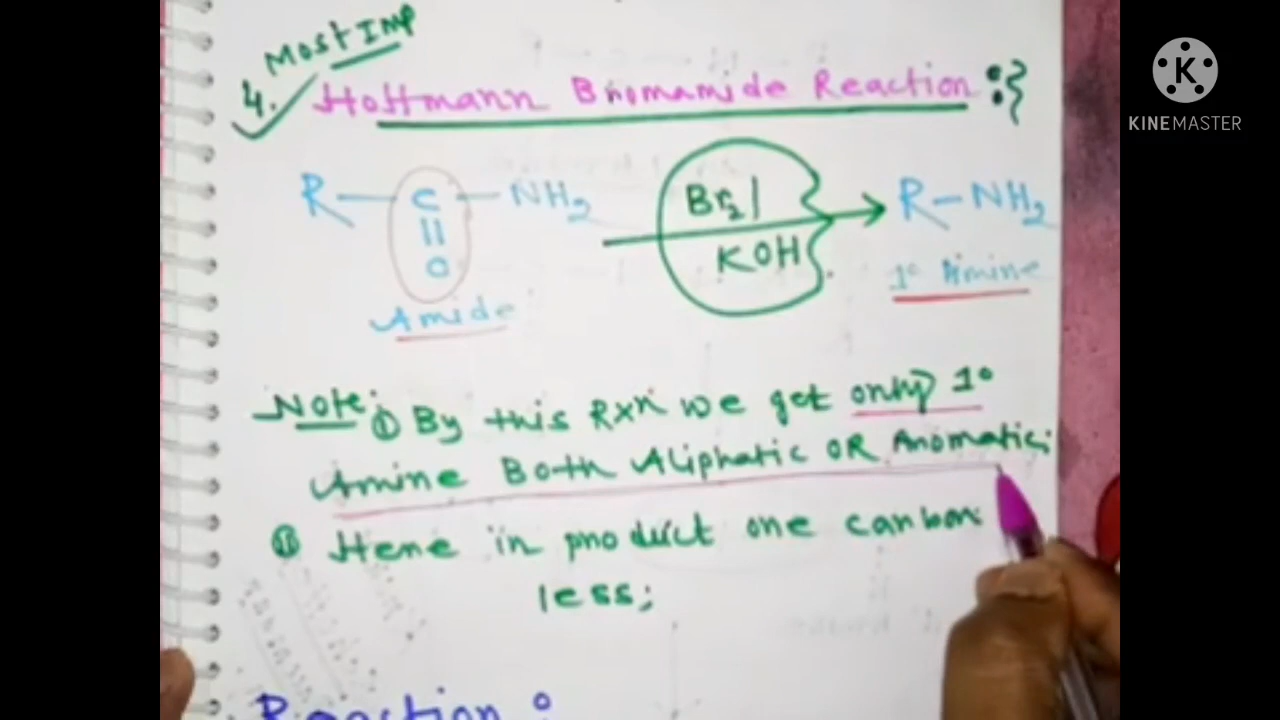 Most Imp
4. Hoffmann Bromamide Reaction :
R — C — NH2 Br2 / R — NH2
||
O KOH
Amide 1° Amine
Note: ① By this Rxn we get only 1°
Amine Both Aliphatic OR Aromatic;
② Here in product one carbon
less;
Reaction :
K
KINEMASTER